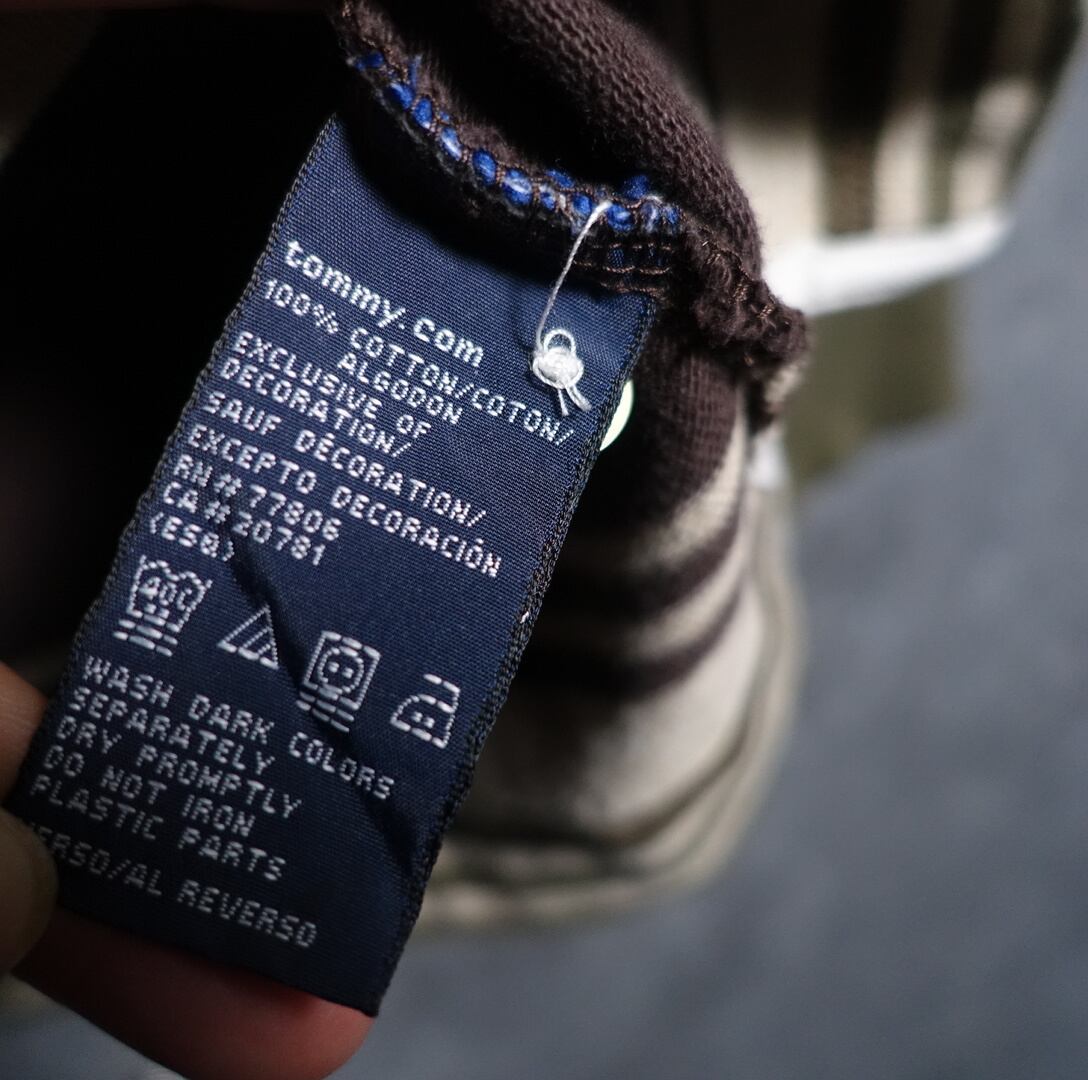 tommy.com
100% COTTON/COTON/
ALGODON
EXCLUSIVE OF
DECORATION/
SAUF DÉCORATION/
EXCEPTO DECORACIÓN
RN#77806
CA#20781
(ES8)
WASH DARK COLORS
SEPARATELY
DRY PROMPTLY
DO NOT IRON
PLASTIC PARTS
REVERSO